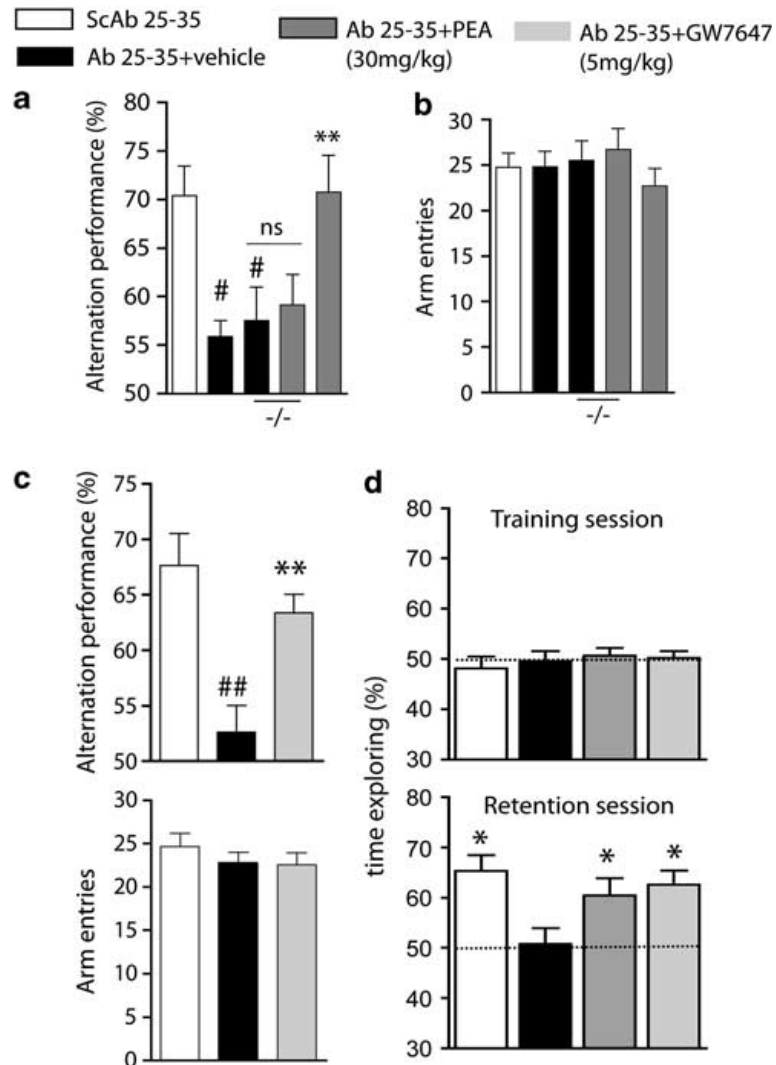 ScAb 25-35
Ab 25-35+vehicle
Ab 25-35+PEA
(30mg/kg)
Ab 25-35+GW7647
(5mg/kg)
a
Alternation performance (%)
80
75
70
65
60
55
50
#
#
ns
**
-/-
b
Arm entries
30
25
20
15
10
5
0
-/-
c
Alternation performance (%)
75
70
65
60
55
50
##
**
Arm entries
30
25
20
15
10
5
0
d
time exploring (%)
Training session
80
70
60
50
40
30
Retention session
80
70
60
50
40
30
*
*
*